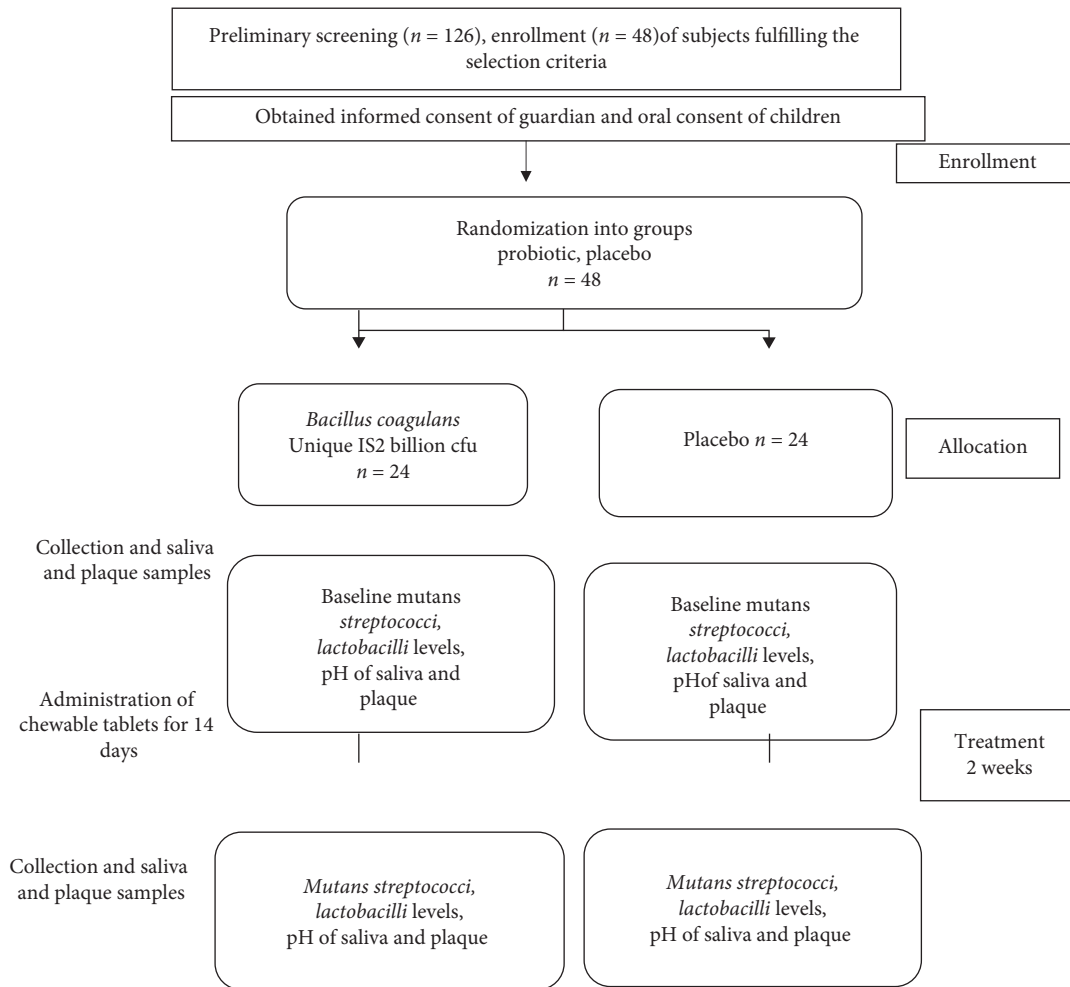 Preliminary screening (n = 126), enrollment (n = 48)of subjects fulfilling the
selection criteria
Obtained informed consent of guardian and oral consent of children
Enrollment
Randomization into groups
probiotic, placebo
n = 48
Bacillus coagulans
Unique IS2 billion cfu
n = 24
Placebo n = 24
Allocation
Collection and saliva
and plaque samples
Baseline mutans
streptococci,
lactobacilli levels,
pH of saliva and
plaque
Baseline mutans
streptococci,
lactobacilli levels,
pHof saliva and
plaque
Administration of
chewable tablets for 14
days
Treatment
2 weeks
Collection and saliva
and plaque samples
Mutans streptococci,
lactobacilli levels,
pH of saliva and plaque
Mutans streptococci,
lactobacilli levels,
pH of saliva and plaque